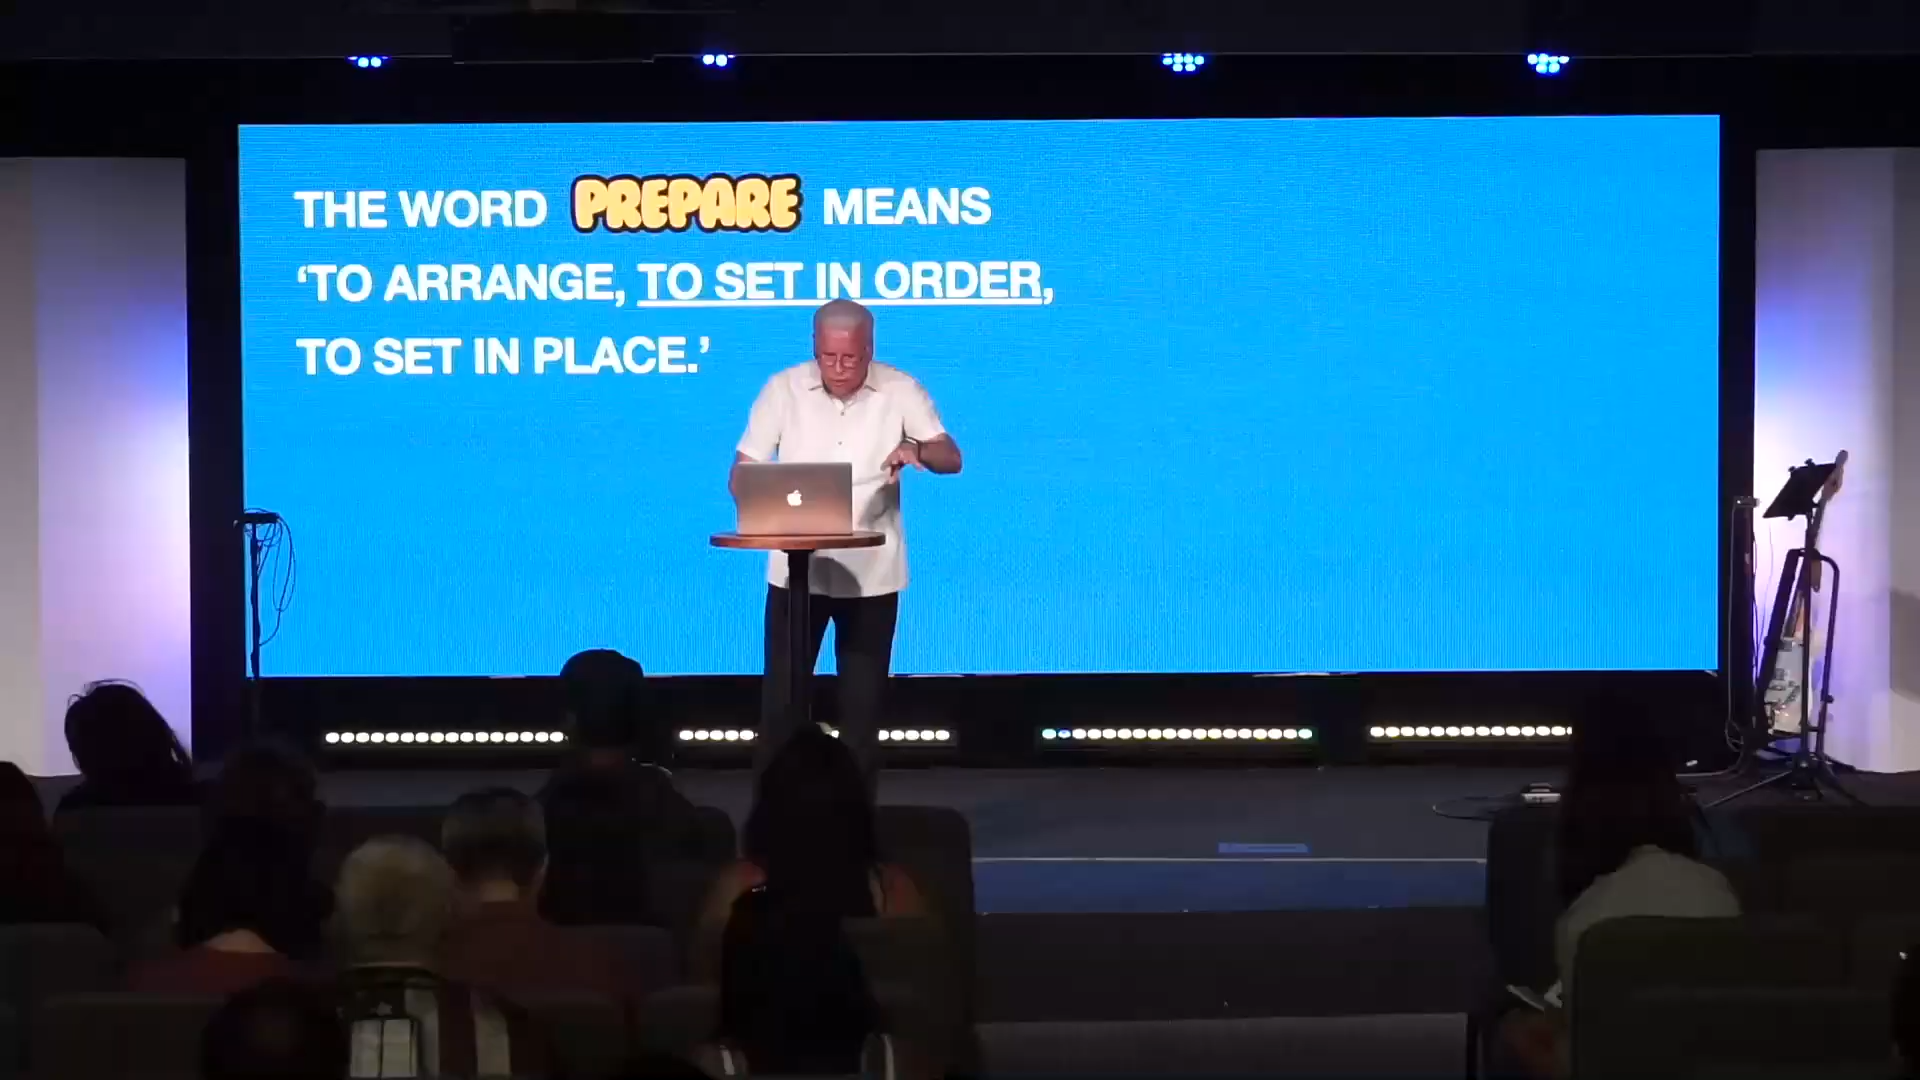 THE WORD PREPARE MEANS
‘TO ARRANGE, TO SET IN ORDER,
TO SET IN PLACE.’